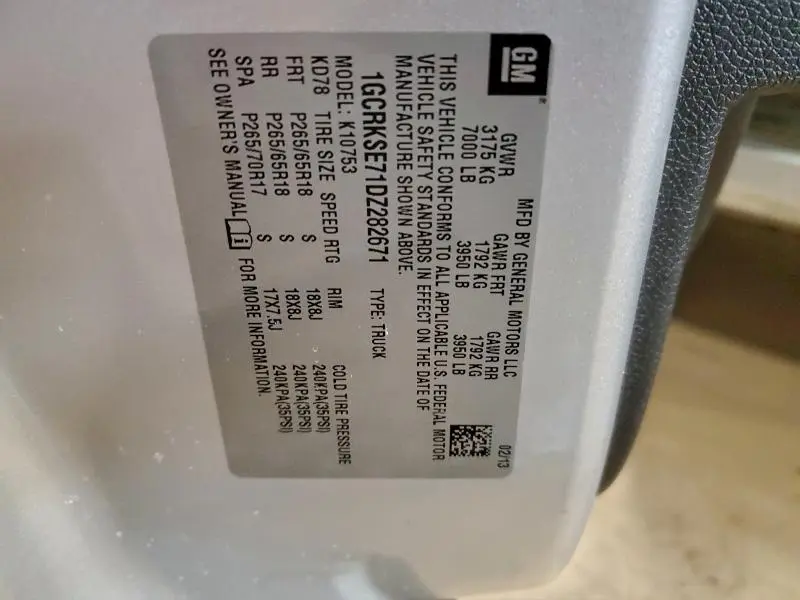 GM
MFD BY GENERAL MOTORS LLC 02/13
GVWR GAWR FRT GAWR RR
3175 KG 1792 KG 1792 KG
7000 LB 3950 LB 3950 LB
THIS VEHICLE CONFORMS TO ALL APPLICABLE U.S. FEDERAL MOTOR
VEHICLE SAFETY STANDARDS IN EFFECT ON THE DATE OF
MANUFACTURE SHOWN ABOVE.
1GCRKSE71DZ282671 TYPE: TRUCK
MODEL: K10753
KD78 TIRE SIZE SPEED RTG RIM COLD TIRE PRESSURE
FRT P265/65R18 S 18X8J 240KPA(35PSI)
RR P265/65R18 S 18X8J 240KPA(35PSI)
SPA P265/70R17 S 17X7.5J 240KPA(35PSI)
SEE OWNER'S MANUAL i FOR MORE INFORMATION.